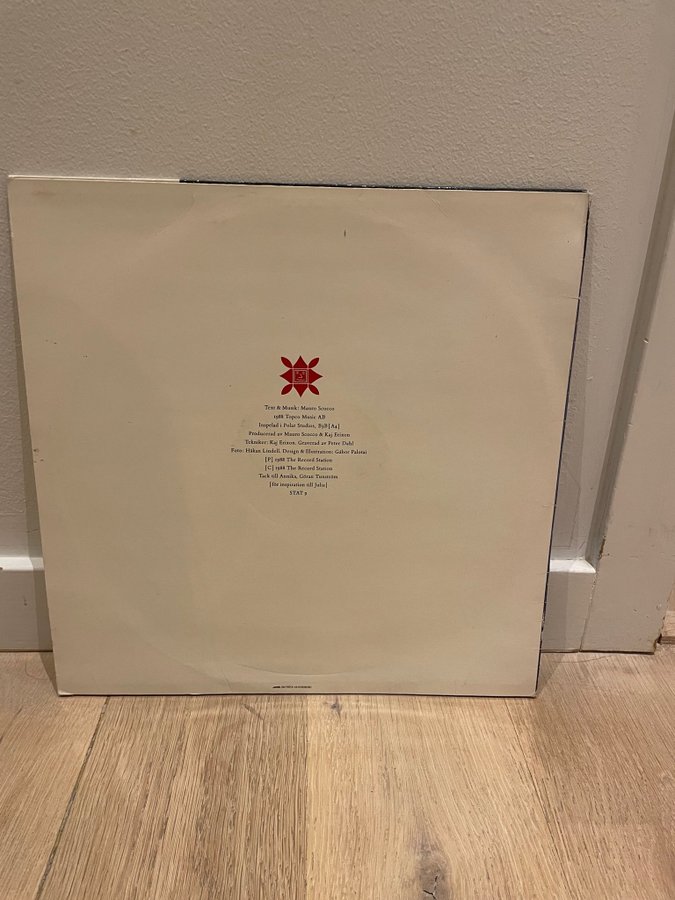 Text & Musik: Mauro Scocco
1988 Topco Music AB
Inspelad i Polar Studios, B3B[A2]
Producerad av Mauro Scocco & Kaj Erixon
Tekniker: Kaj Erixon, Graverad av Peter Dahl
Foto: Håkan Lindell, Design & Illustration: Gábor Palotai
[P] 1988 The Record Station
[C] 1988 The Record Station
Tack till Annika, Göran Tunström
[för inspiration till Julia]
STAT 9